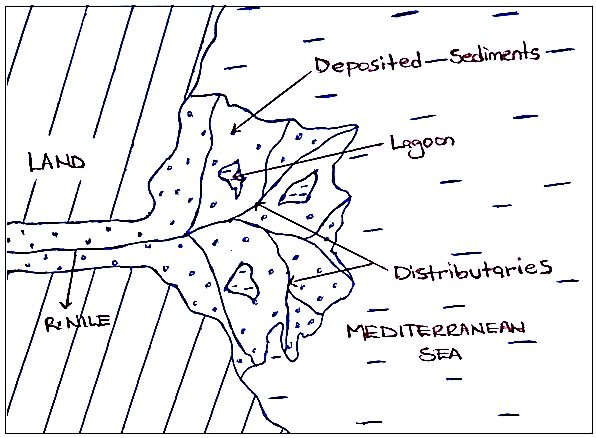 Deposited Sediments
Lagoon
LAND
Distributaries
R. NILE
MEDITERRANEAN
SEA